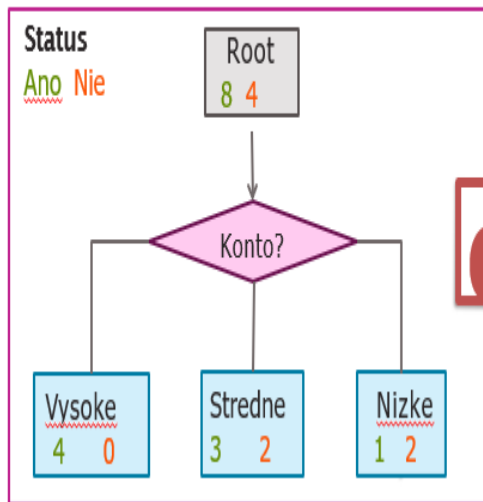 Status
Ano Nie
Root
8 4
Konto?
Vysoke
4 0
Stredne
3 2
Nizke
1 2